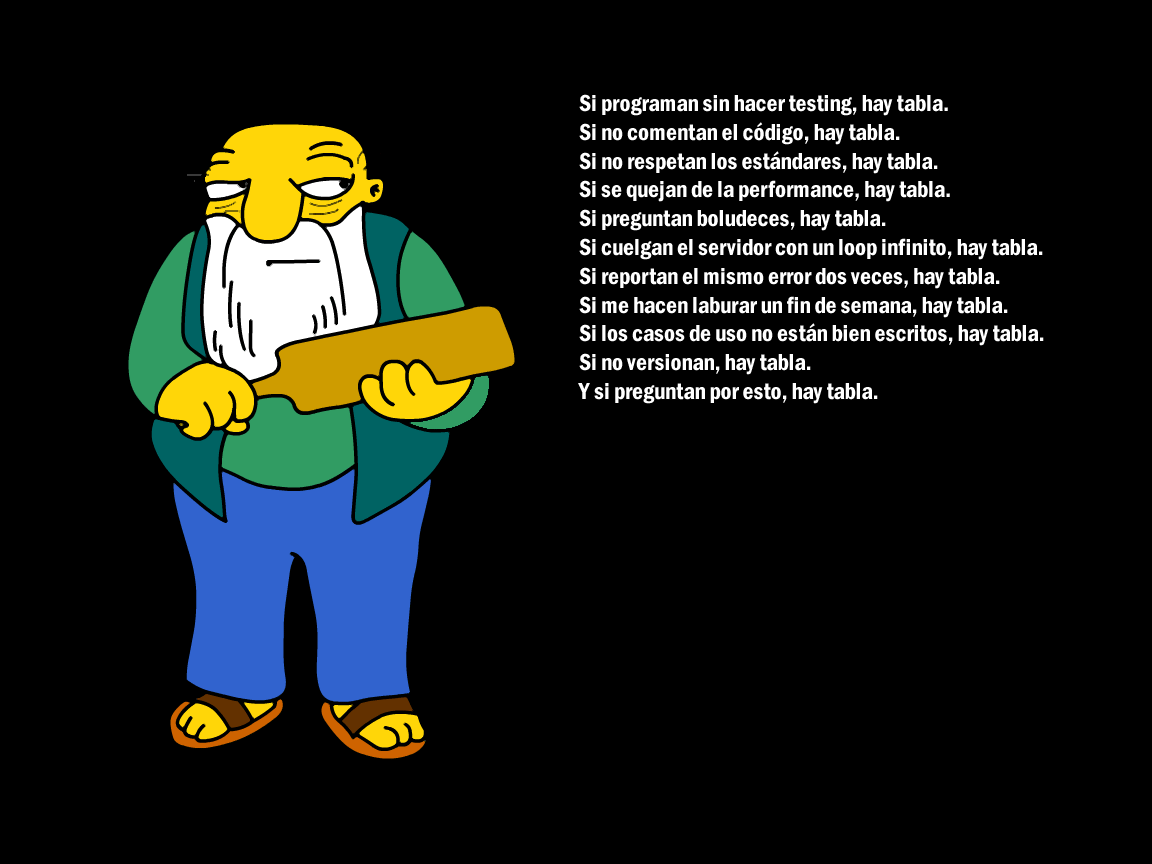 Si programan sin hacer testing, hay tabla.
Si no comentan el código, hay tabla.
Si no respetan los estándares, hay tabla.
Si se quejan de la performance, hay tabla.
Si preguntan boludeces, hay tabla.
Si cuelgan el servidor con un loop infinito, hay tabla.
Si reportan el mismo error dos veces, hay tabla.
Si me hacen laburar un fin de semana, hay tabla.
Si los casos de uso no están bien escritos, hay tabla.
Si no versionan, hay tabla.
Y si preguntan por esto, hay tabla.